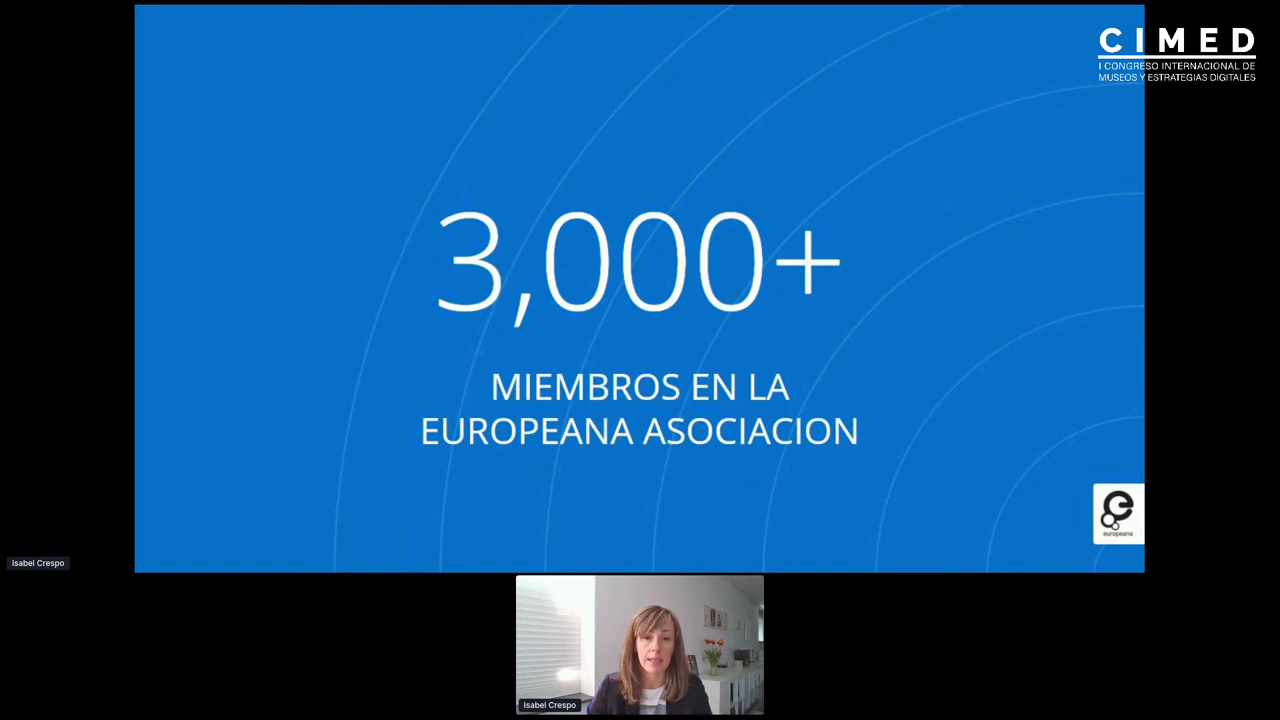 CIMED
I CONGRESO INTERNACIONAL DE
MUSEOS Y ESTRATEGIAS DIGITALES
3,000+
MIEMBROS EN LA
EUROPEANA ASOCIACION
europeana
Isabel Crespo
Isabel Crespo